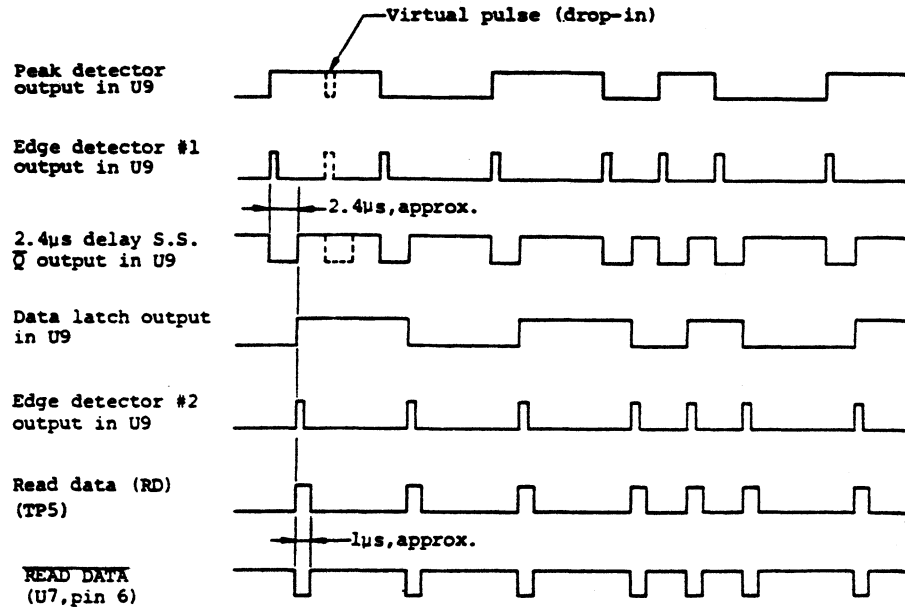 Virtual pulse (drop-in)
Peak detector
output in U9
Edge detector #1
output in U9
2.4µs,approx.
2.4µs delay S.S.
Q̅ output in U9
Data latch output
in U9
Edge detector #2
output in U9
Read data (RD)
(TP5)
1µs,approx.
READ DATA
(U7,pin 6)